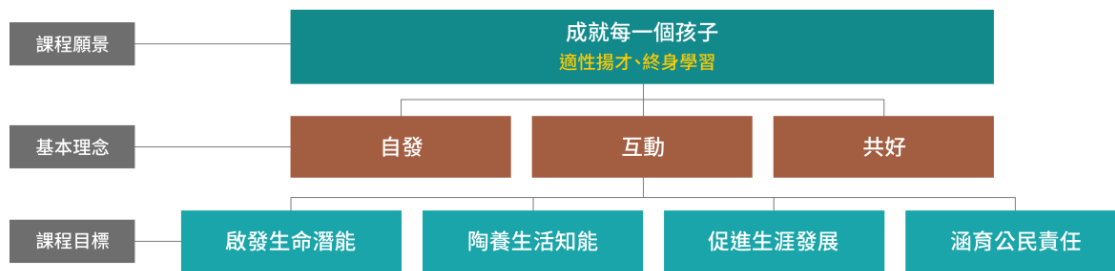 課程願景
成就每一個孩子
適性揚才、終身學習
基本理念
自發
互動
共好
課程目標
啟發生命潛能
陶養生活知能
促進生涯發展
涵育公民責任